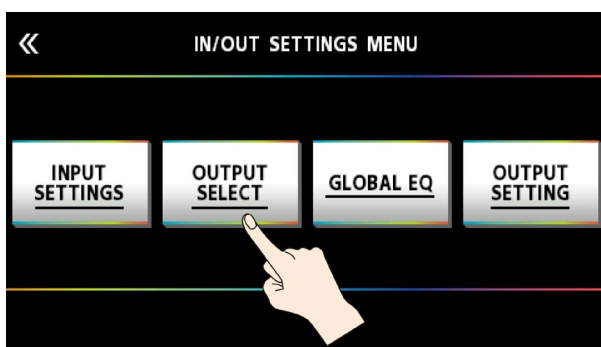 IN/OUT SETTINGS MENU
INPUT
SETTINGS
OUTPUT
SELECT
GLOBAL EQ
OUTPUT
SETTING